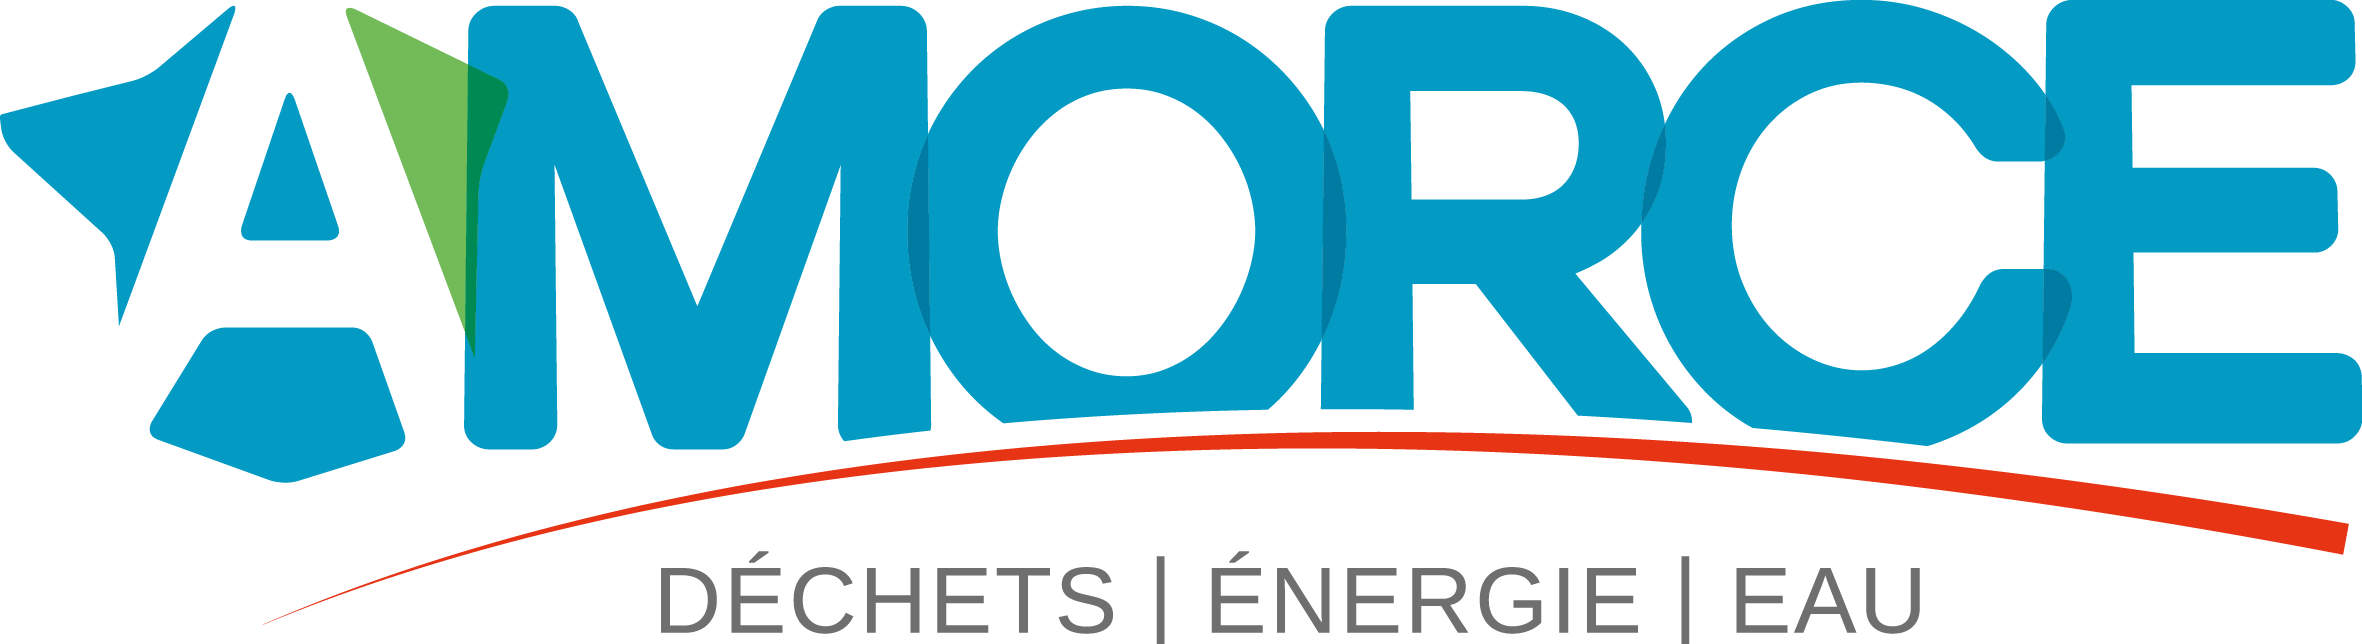 AMORCE
DÉCHETS | ÉNERGIE | EAU